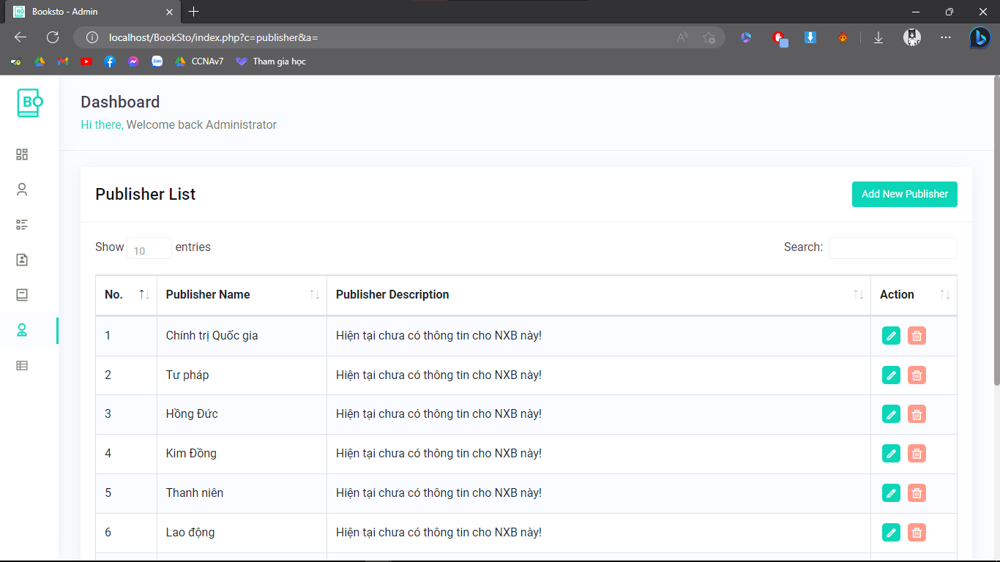 Booksto - Admin
localhost/BookSto/index.php?c=publisher&a=
CCNAv7 Tham gia học
BO
Dashboard
Hi there, Welcome back Administrator
Publisher List
Add New Publisher
Show 10 entries
Search:
No. Publisher Name Publisher Description Action
1 Chính trị Quốc gia Hiện tại chưa có thông tin cho NXB này!
2 Tư pháp Hiện tại chưa có thông tin cho NXB này!
3 Hồng Đức Hiện tại chưa có thông tin cho NXB này!
4 Kim Đồng Hiện tại chưa có thông tin cho NXB này!
5 Thanh niên Hiện tại chưa có thông tin cho NXB này!
6 Lao động Hiện tại chưa có thông tin cho NXB này!